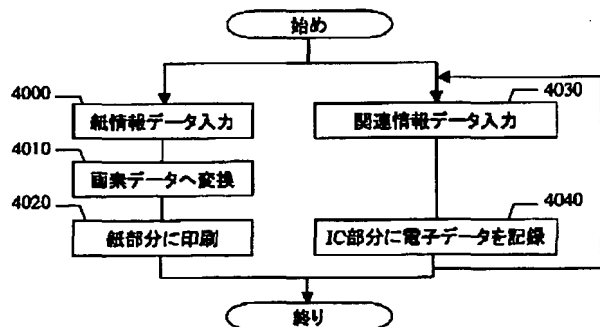 始め
4000
紙情報データ入力
4030
関連情報データ入力
4010
画素データへ変換
4020
紙部分に印刷
4040
IC部分に電子データを記録
終り